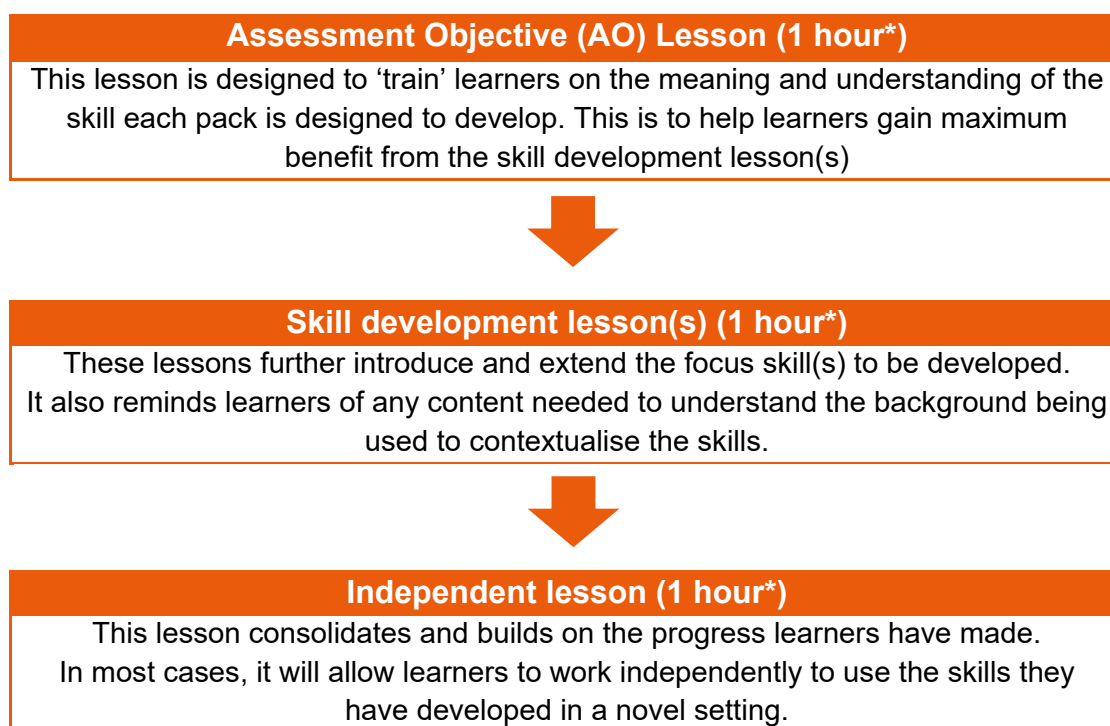 Assessment Objective (AO) Lesson (1 hour*)
This lesson is designed to ‘train’ learners on the meaning and understanding of the
skill each pack is designed to develop. This is to help learners gain maximum
benefit from the skill development lesson(s)
Skill development lesson(s) (1 hour*)
These lessons further introduce and extend the focus skill(s) to be developed.
It also reminds learners of any content needed to understand the background being
used to contextualise the skills.
Independent lesson (1 hour*)
This lesson consolidates and builds on the progress learners have made.
In most cases, it will allow learners to work independently to use the skills they
have developed in a novel setting.